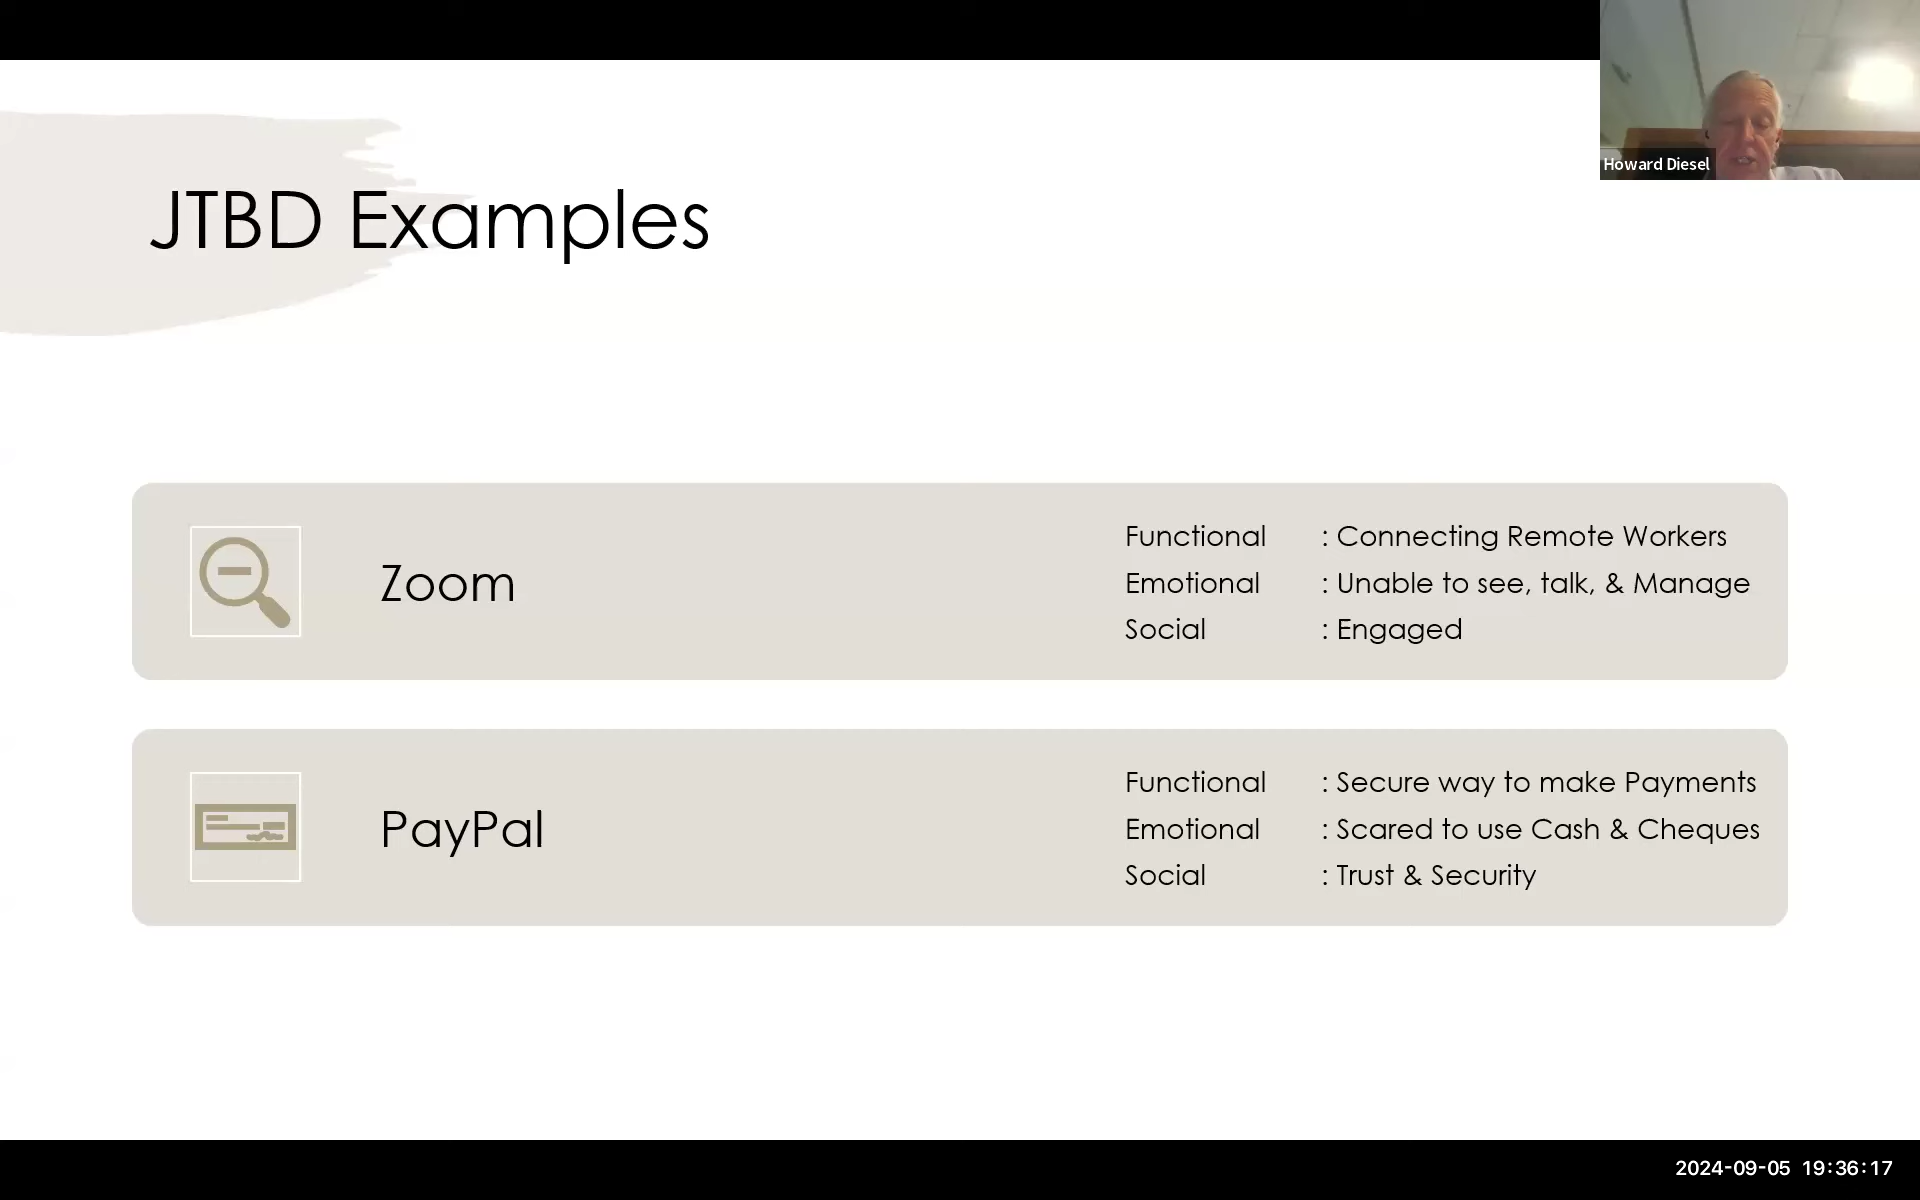 Howard Diesel
JTBD Examples
Zoom
Functional : Connecting Remote Workers
Emotional : Unable to see, talk, & Manage
Social : Engaged
PayPal
Functional : Secure way to make Payments
Emotional : Scared to use Cash & Cheques
Social : Trust & Security
2024-09-05 19:36:17